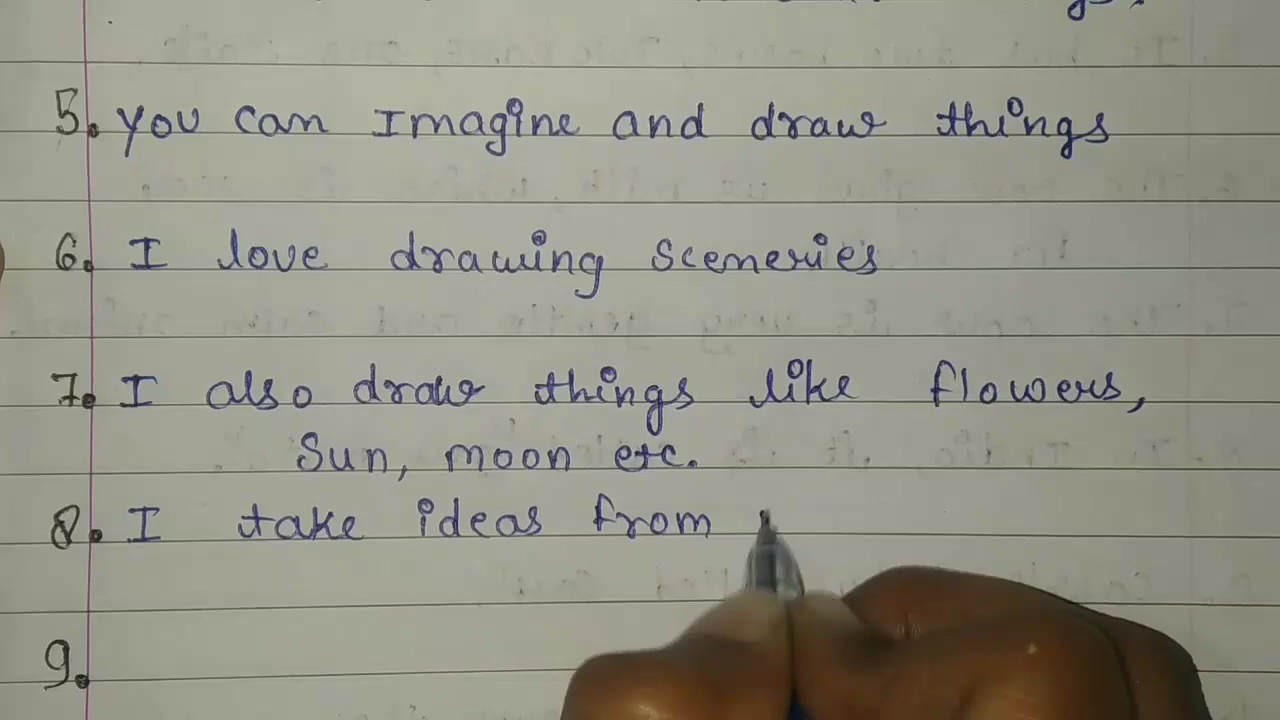 5. you can Imagine and draw things
6. I love drawing Sceneries
7. I also draw things like flowers,
Sun, moon etc.
8. I take ideas from
9.